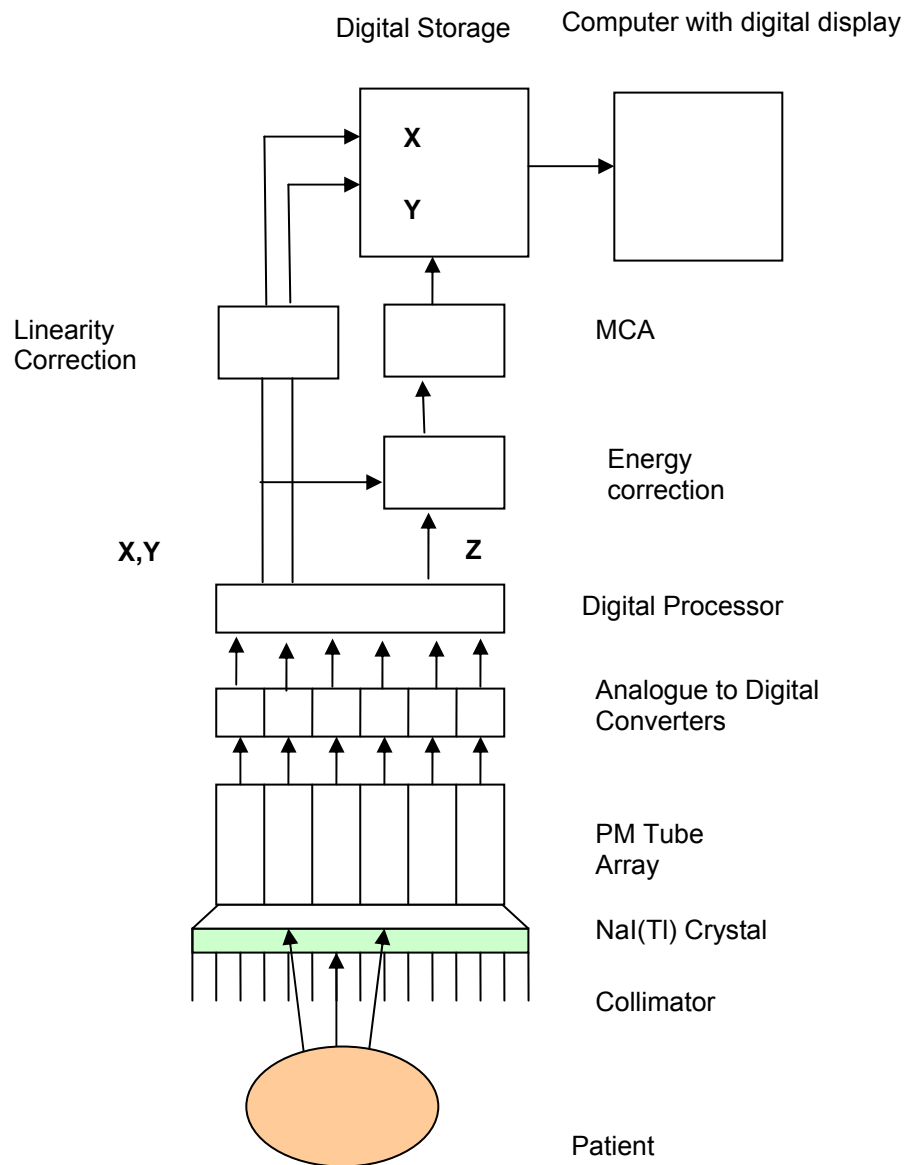 Digital Storage
Computer with digital display
X
Y
Linearity
Correction
MCA
Energy
correction
X,Y
Z
Digital Processor
Analogue to Digital
Converters
PM Tube
Array
NaI(Tl) Crystal
Collimator
Patient